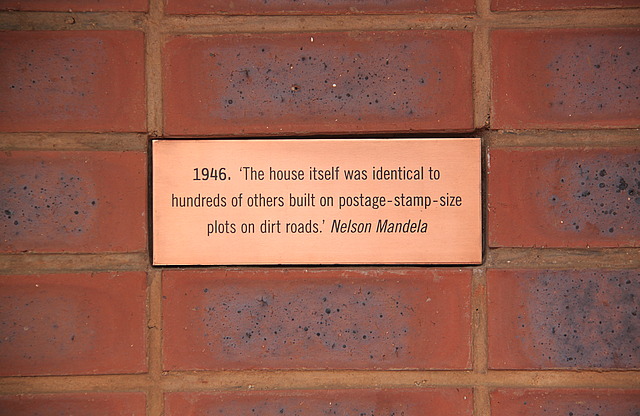 1946. ‘The house itself was identical to
hundreds of others built on postage-stamp-size
plots on dirt roads.’ Nelson Mandela